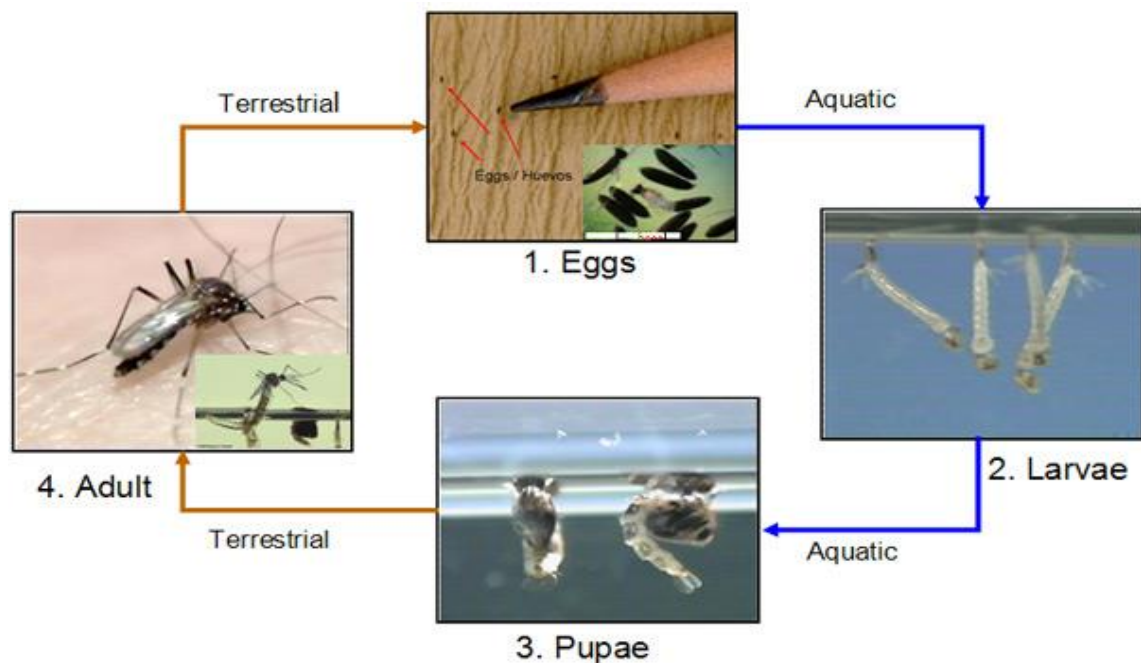 Terrestrial
Aquatic
Eggs / Huevos
1. Eggs
4. Adult
2. Larvae
Terrestrial
Aquatic
3. Pupae